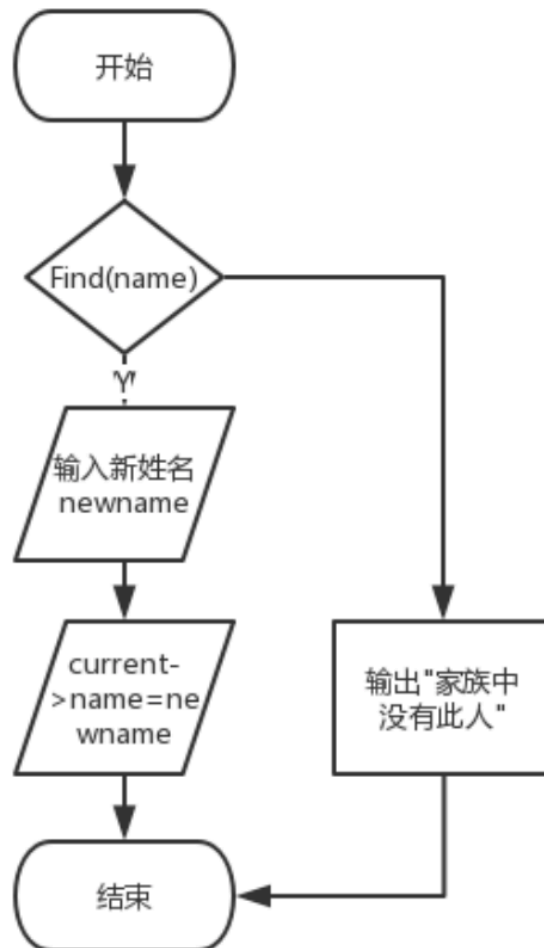 开始
Find(name)
Y
输入新姓名
newname
current-
>name=ne
wname
输出"家族中
没有此人"
结束